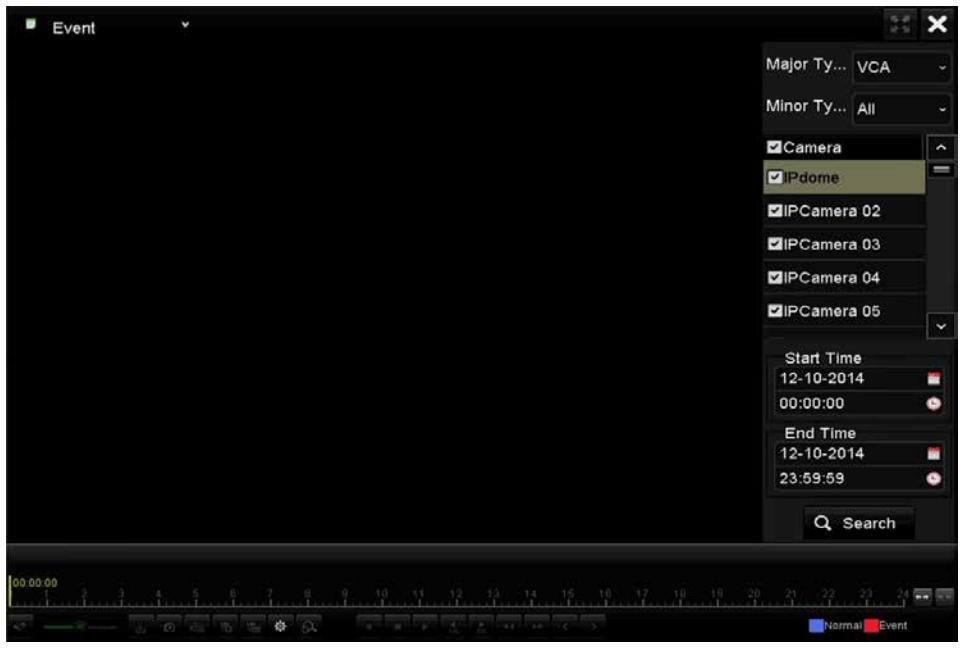 Event
Major Ty... VCA
Minor Ty... All
Camera
IPdome
IPCamera 02
IPCamera 03
IPCamera 04
IPCamera 05
Start Time
12-10-2014
00:00:00
End Time
12-10-2014
23:59:59
Search
00:00:00
1 2 3 4 5 6 7 8 9 10 11 12 13 14 15 16 17 18 19 20 21 22 23 24
Normal Event